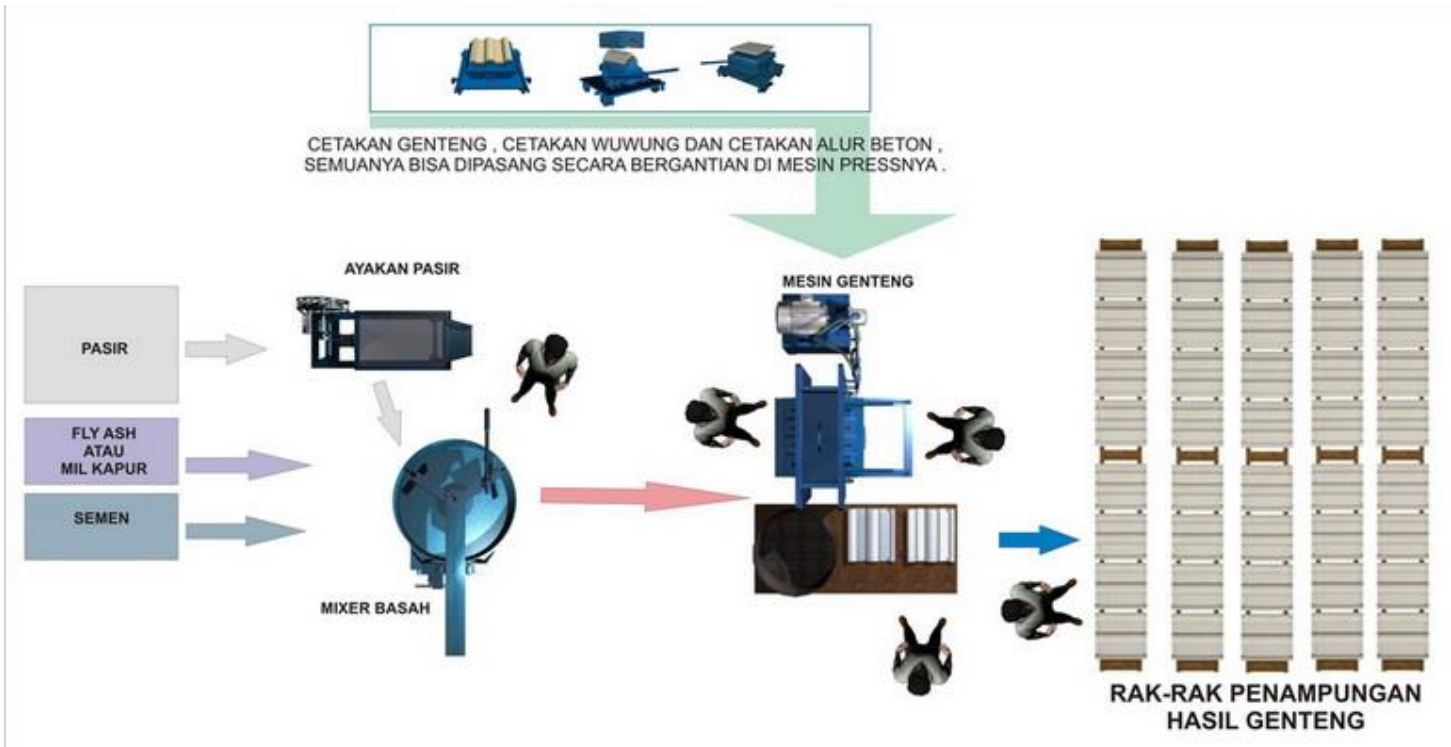 CETAKAN GENTENG , CETAKAN WUWUNG DAN CETAKAN ALUR BETON ,
SEMUANYA BISA DIPASANG SECARA BERGANTIAN DI MESIN PRESSNYA .
AYAKAN PASIR
MESIN GENTENG
PASIR
FLY ASH
ATAU
MIL KAPUR
SEMEN
MIXER BASAH
RAK-RAK PENAMPUNGAN
HASIL GENTENG